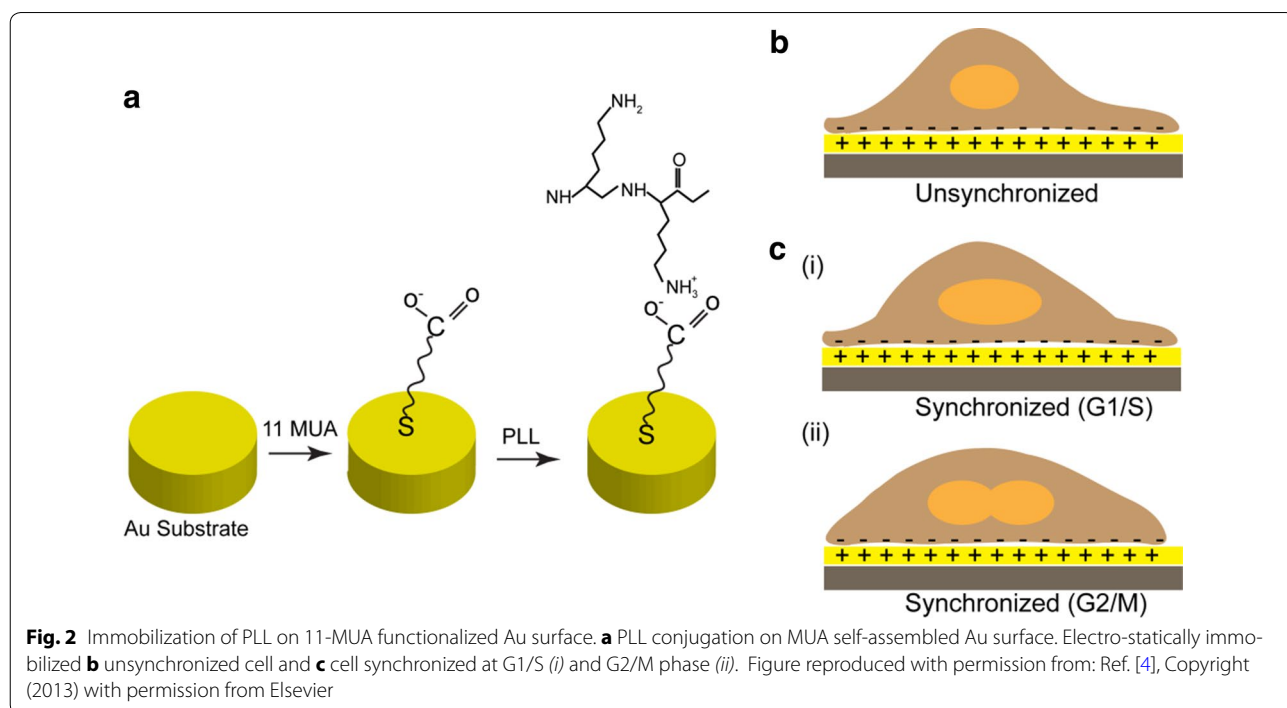 a
NH2
NH
NH
O
NH3+
O-
O
C
S
O-
O
C
S
11 MUA
PLL
Au Substrate
b
- - - - - - - - - - - - - -
+ + + + + + + + + + + + + + +
Unsynchronized
c
(i)
- - - - - - - - - - - - - -
+ + + + + + + + + + + + + + +
Synchronized (G1/S)
(ii)
- - - - - - - - - - - - - -
+ + + + + + + + + + + + + + +
Synchronized (G2/M)
Fig. 2 Immobilization of PLL on 11-MUA functionalized Au surface. a PLL conjugation on MUA self-assembled Au surface. Electro-statically immo-
bilized b unsynchronized cell and c cell synchronized at G1/S (i) and G2/M phase (ii). Figure reproduced with permission from: Ref. [4], Copyright
(2013) with permission from Elsevier